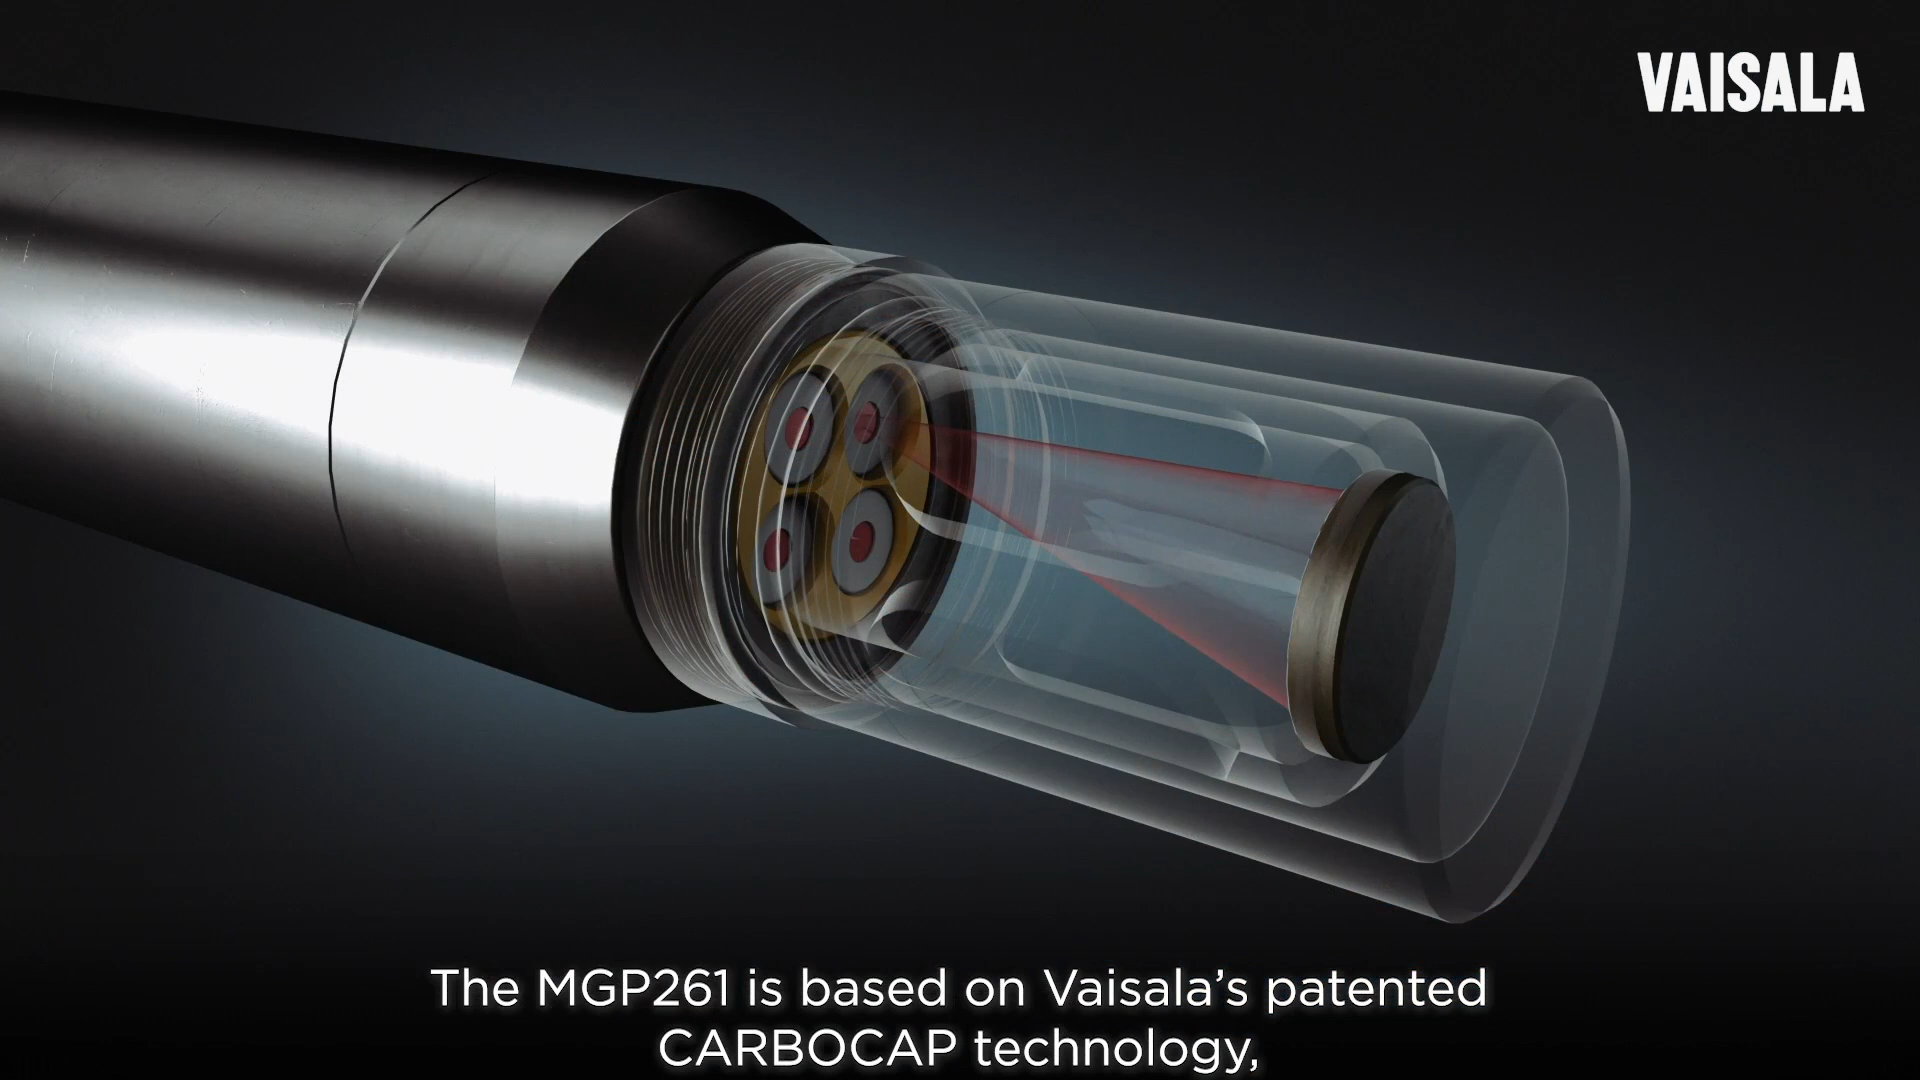 VAISALA
The MGP261 is based on Vaisala’s patented
CARBOCAP technology,